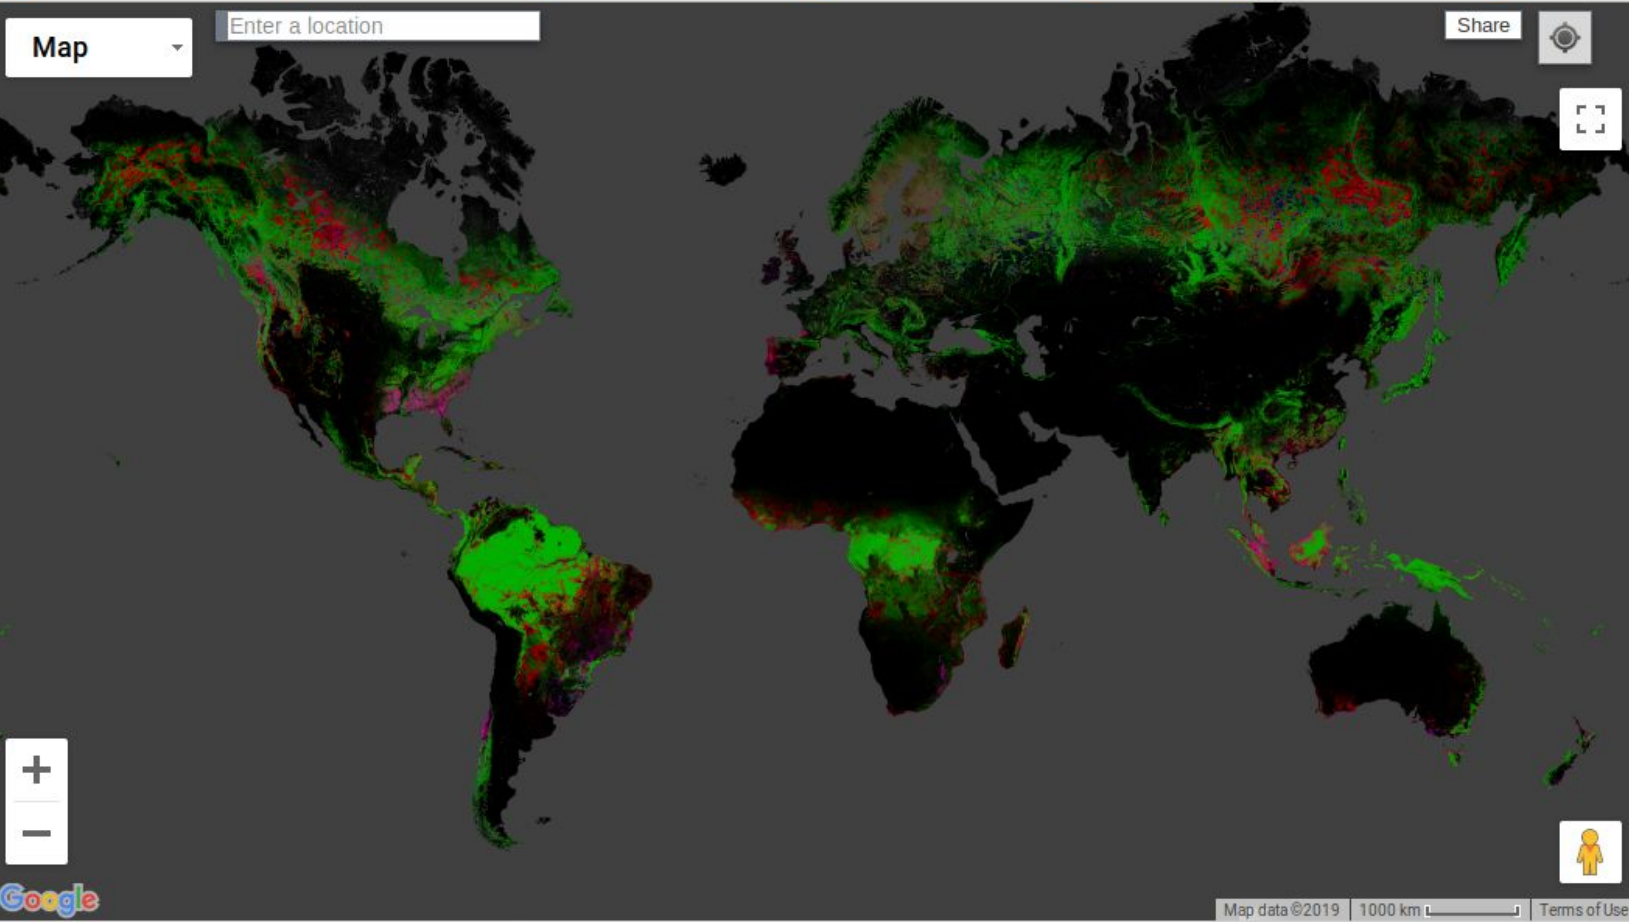 Map
Enter a location
Share
Google
Map data ©2019
1000 km
Terms of Use